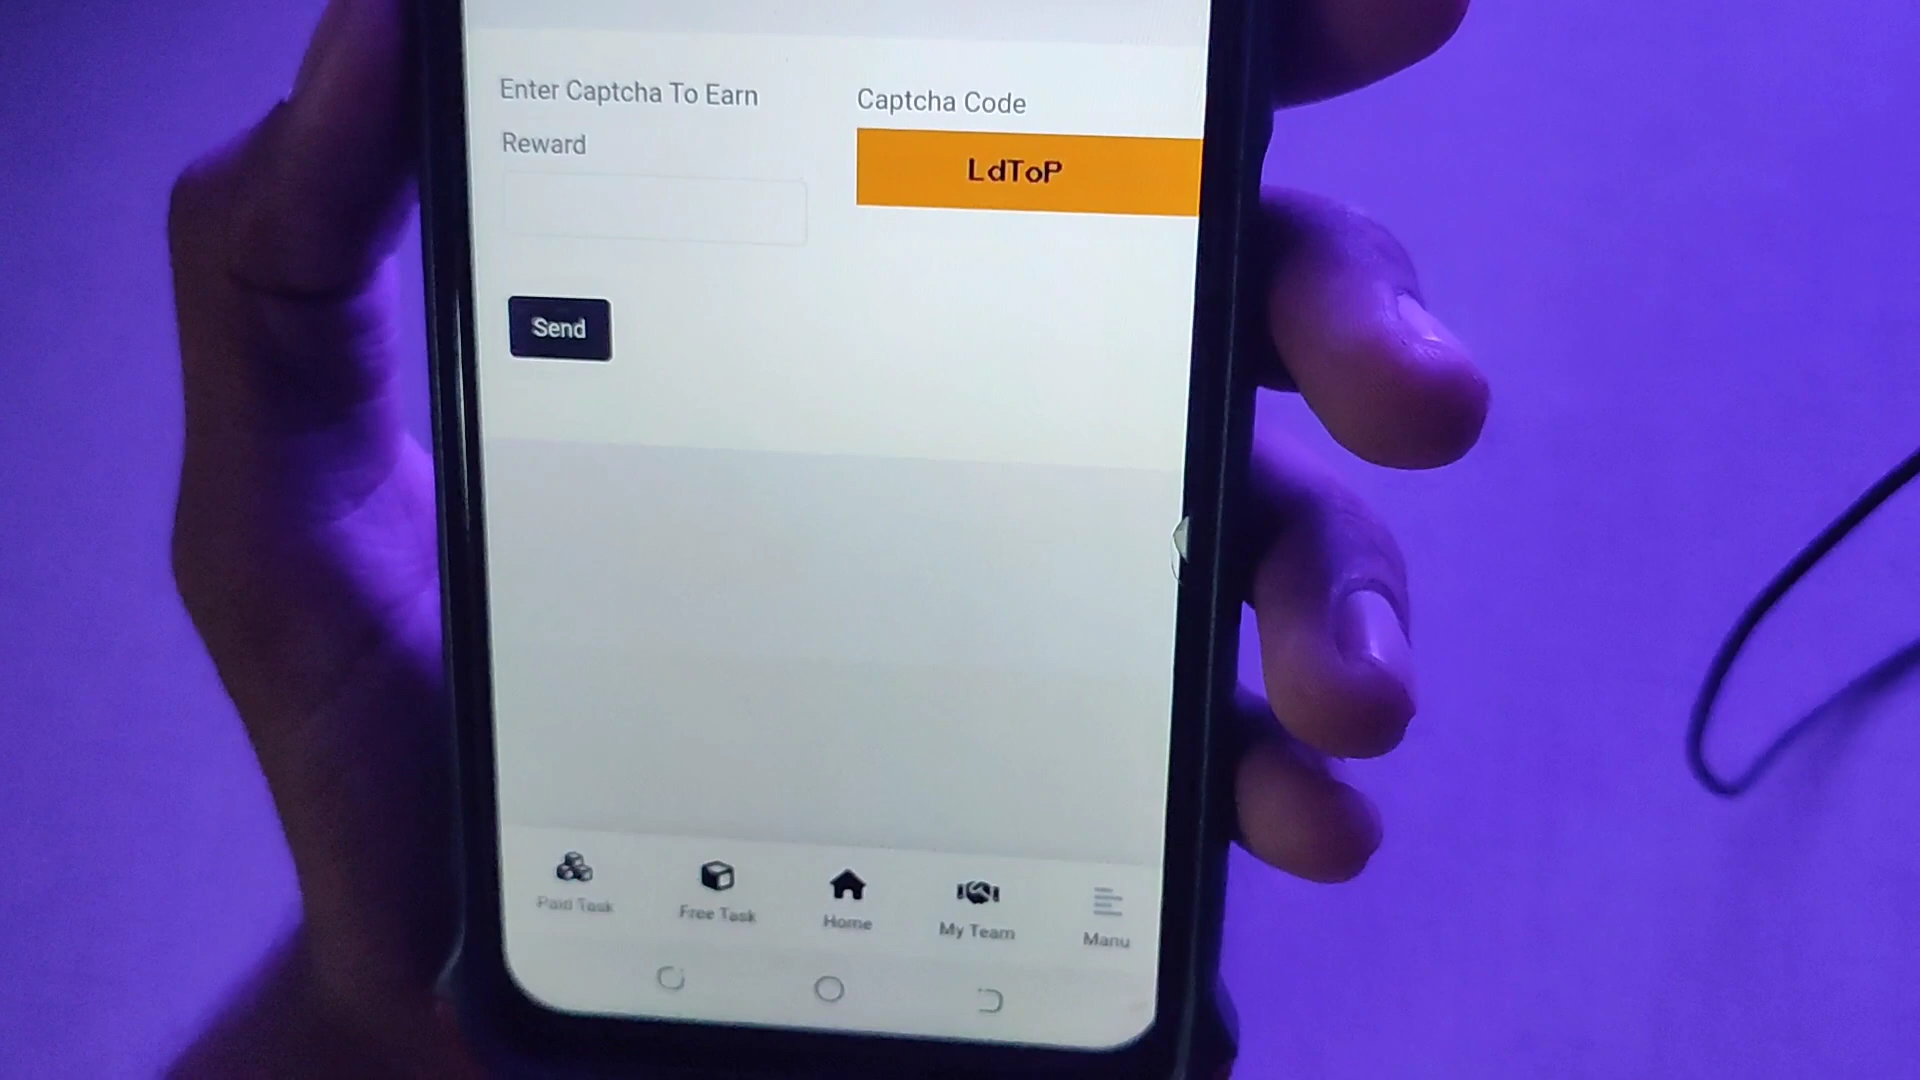 Enter Captcha To Earn
Reward
Captcha Code
LdToP
Send
Paid Task
Free Task
Home
My Team
Manu